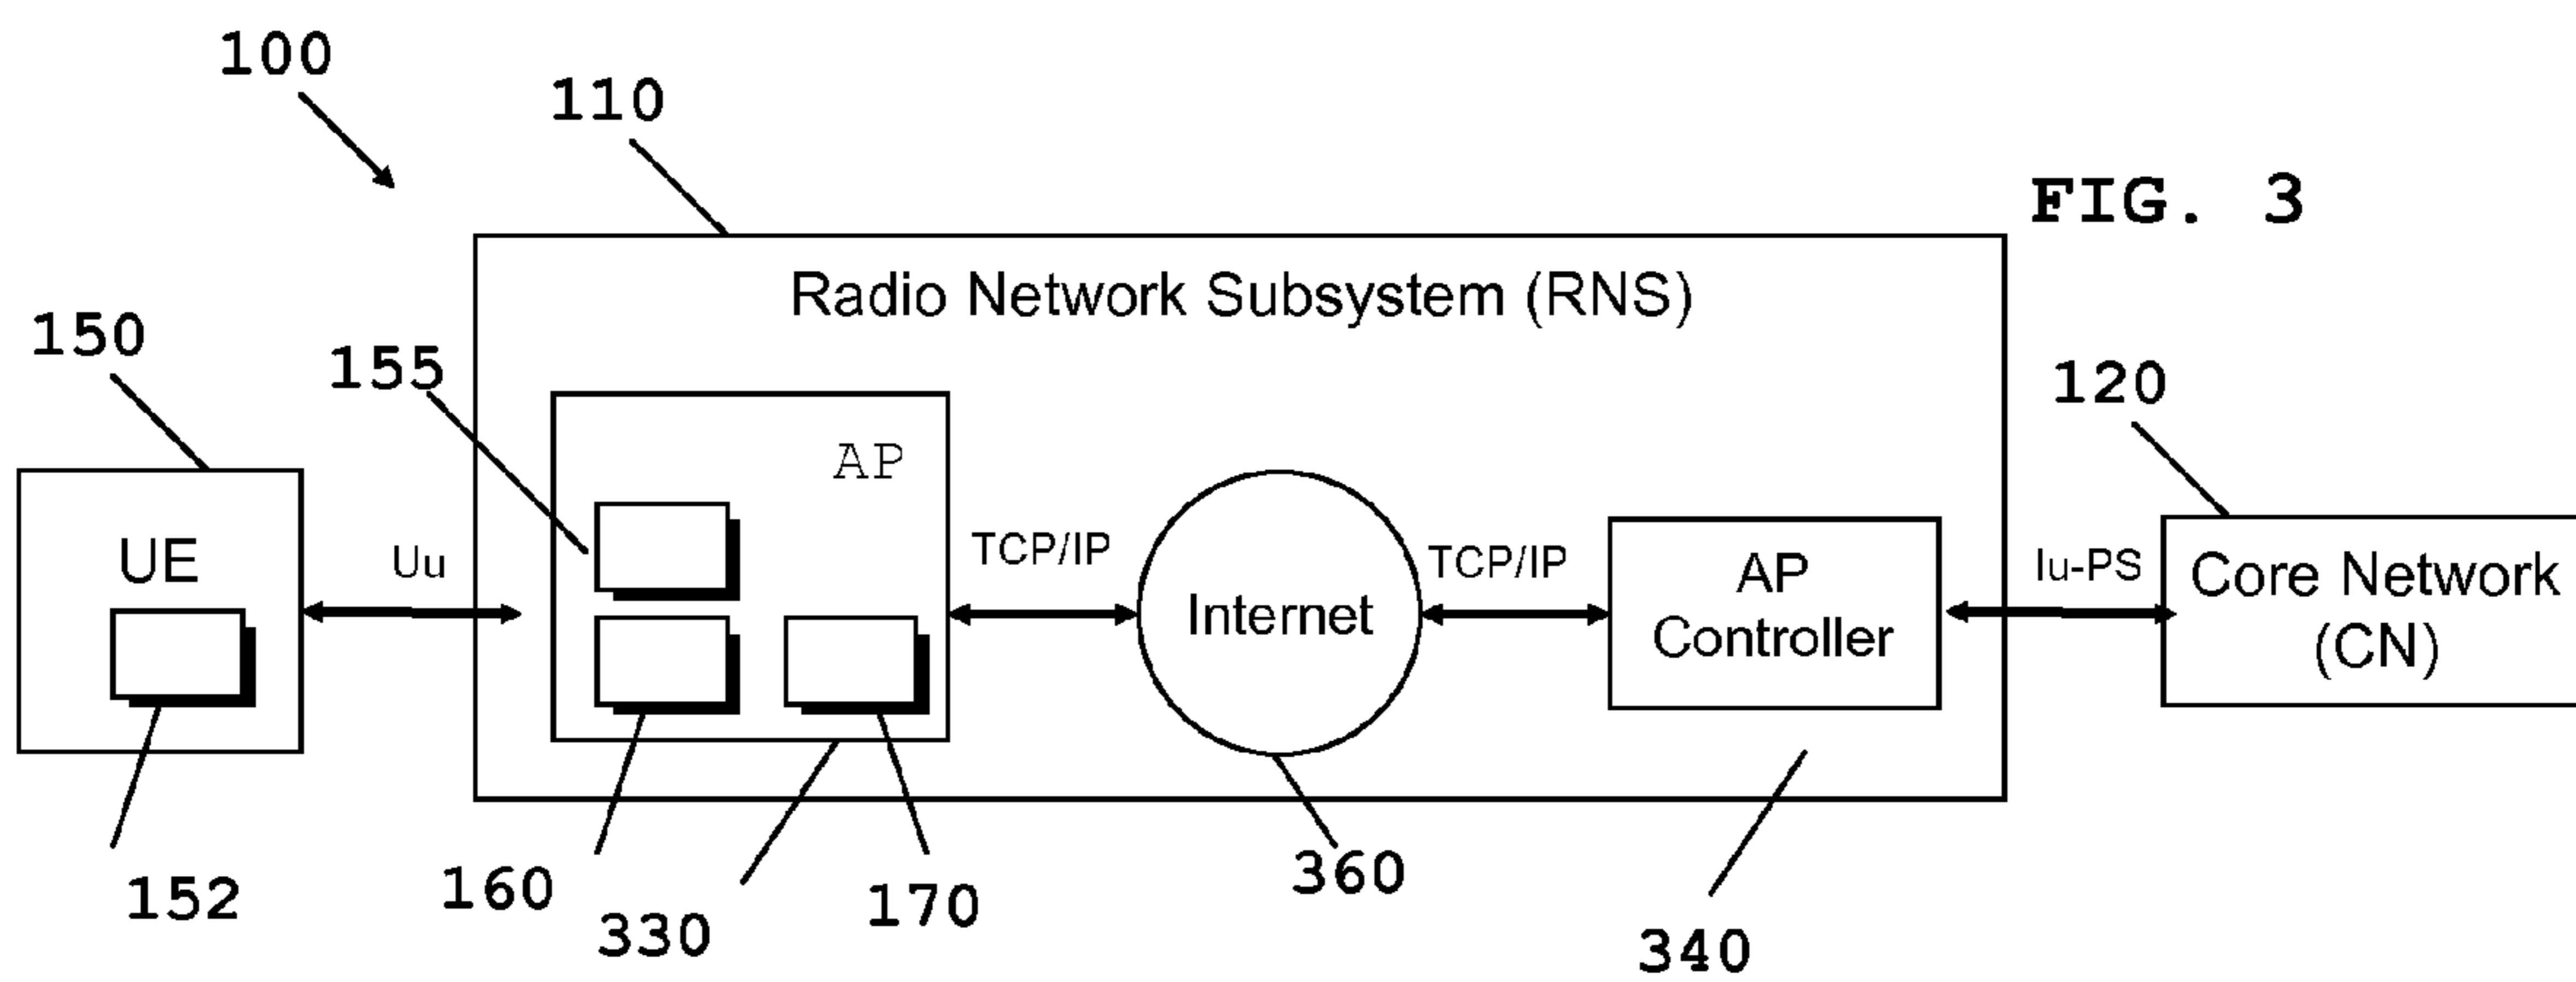 100
110
FIG. 3
Radio Network Subsystem (RNS)
150
155
120
AP
UE
Uu
TCP/IP
Internet
TCP/IP
AP
Controller
Iu-PS
Core Network
(CN)
152
160
330
170
360
340